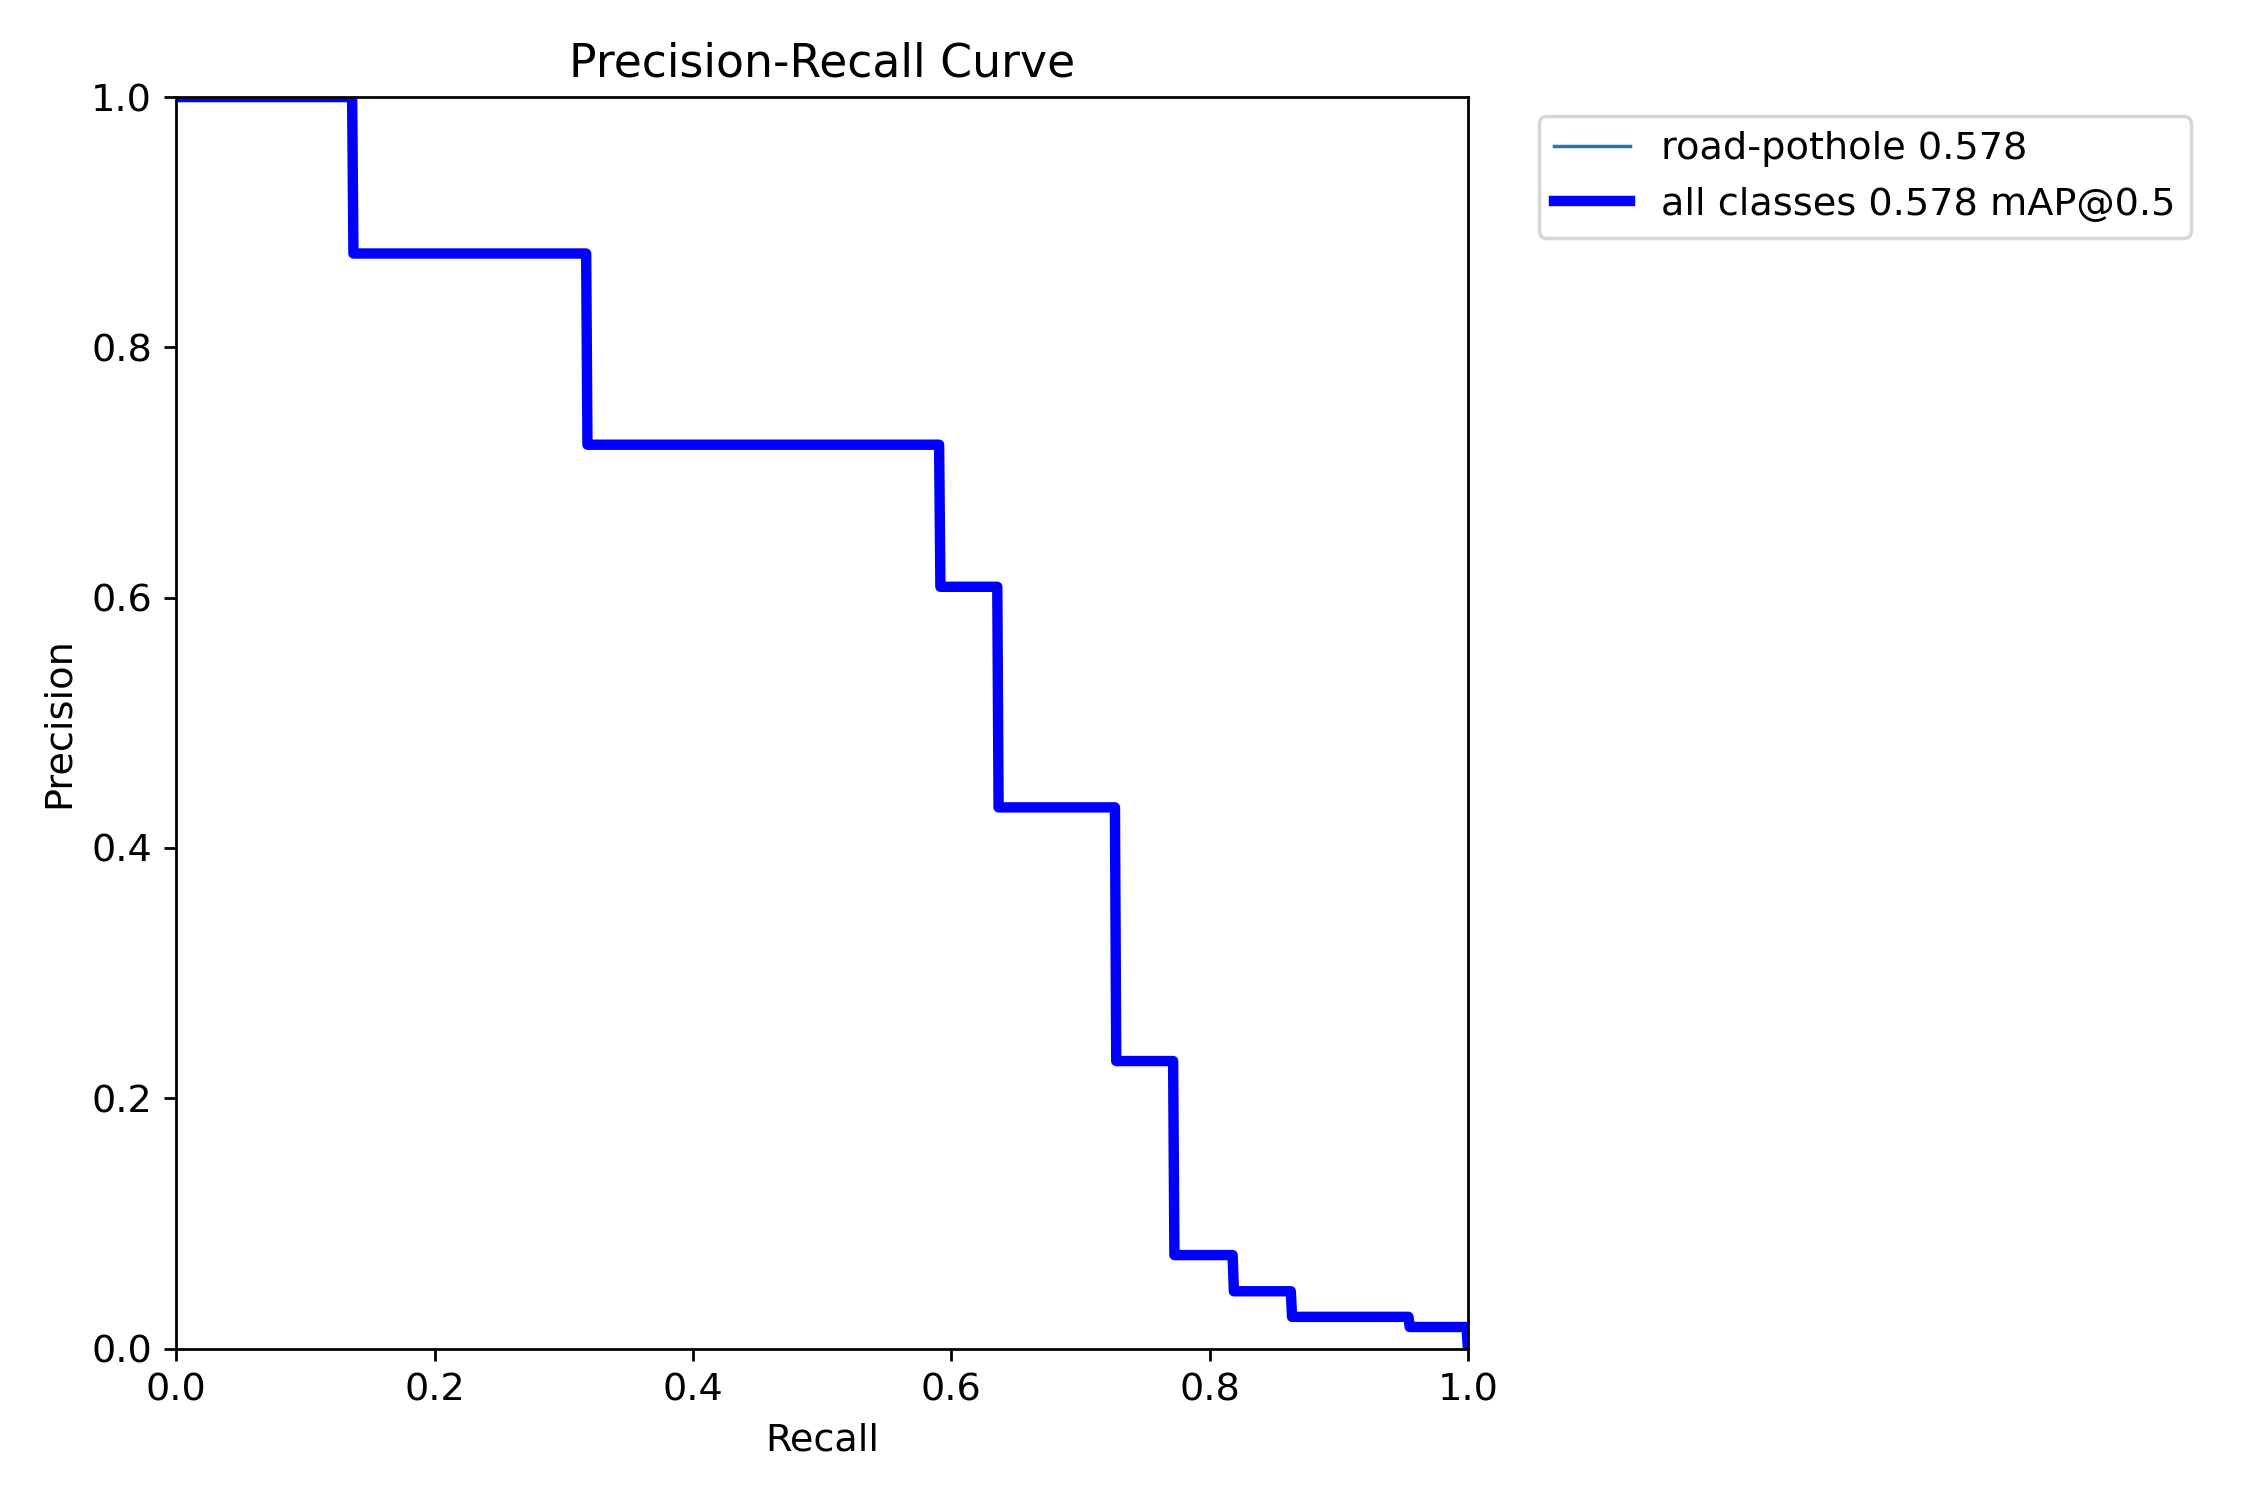 Precision-Recall Curve
road-pothole 0.578
all classes 0.578 mAP@0.5
Precision
1.0
0.8
0.6
0.4
0.2
0.0
0.0 0.2 0.4 0.6 0.8 1.0
Recall